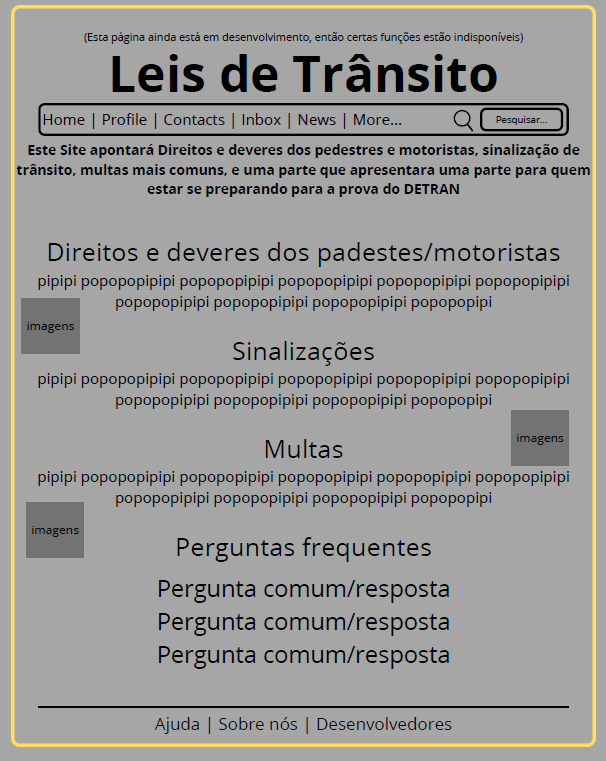 (Esta página ainda está em desenvolvimento, então certas funções estão indisponíveis)
Leis de Trânsito
Home | Profile | Contacts | Inbox | News | More...
Pesquisar...
Este Site apontará Direitos e deveres dos pedestres e motoristas, sinalização de
trânsito, multas mais comuns, e uma parte que apresentara uma parte para quem
estar se preparando para a prova do DETRAN
Direitos e deveres dos padestes/motoristas
pipipi popopopipipi popopopipipi popopopipipi popopopipipi popopopipipi
popopopipipi popopopipipi popopopipipi popopopipi
imagens
Sinalizações
pipipi popopopipipi popopopipipi popopopipipi popopopipipi popopopipipi
popopopipipi popopopipipi popopopipipi popopopipi
imagens
Multas
pipipi popopopipipi popopopipipi popopopipipi popopopipipi popopopipipi
popopopipipi popopopipipi popopopipipi popopopipi
imagens
Perguntas frequentes
Pergunta comum/resposta
Pergunta comum/resposta
Pergunta comum/resposta
Ajuda | Sobre nós | Desenvolvedores